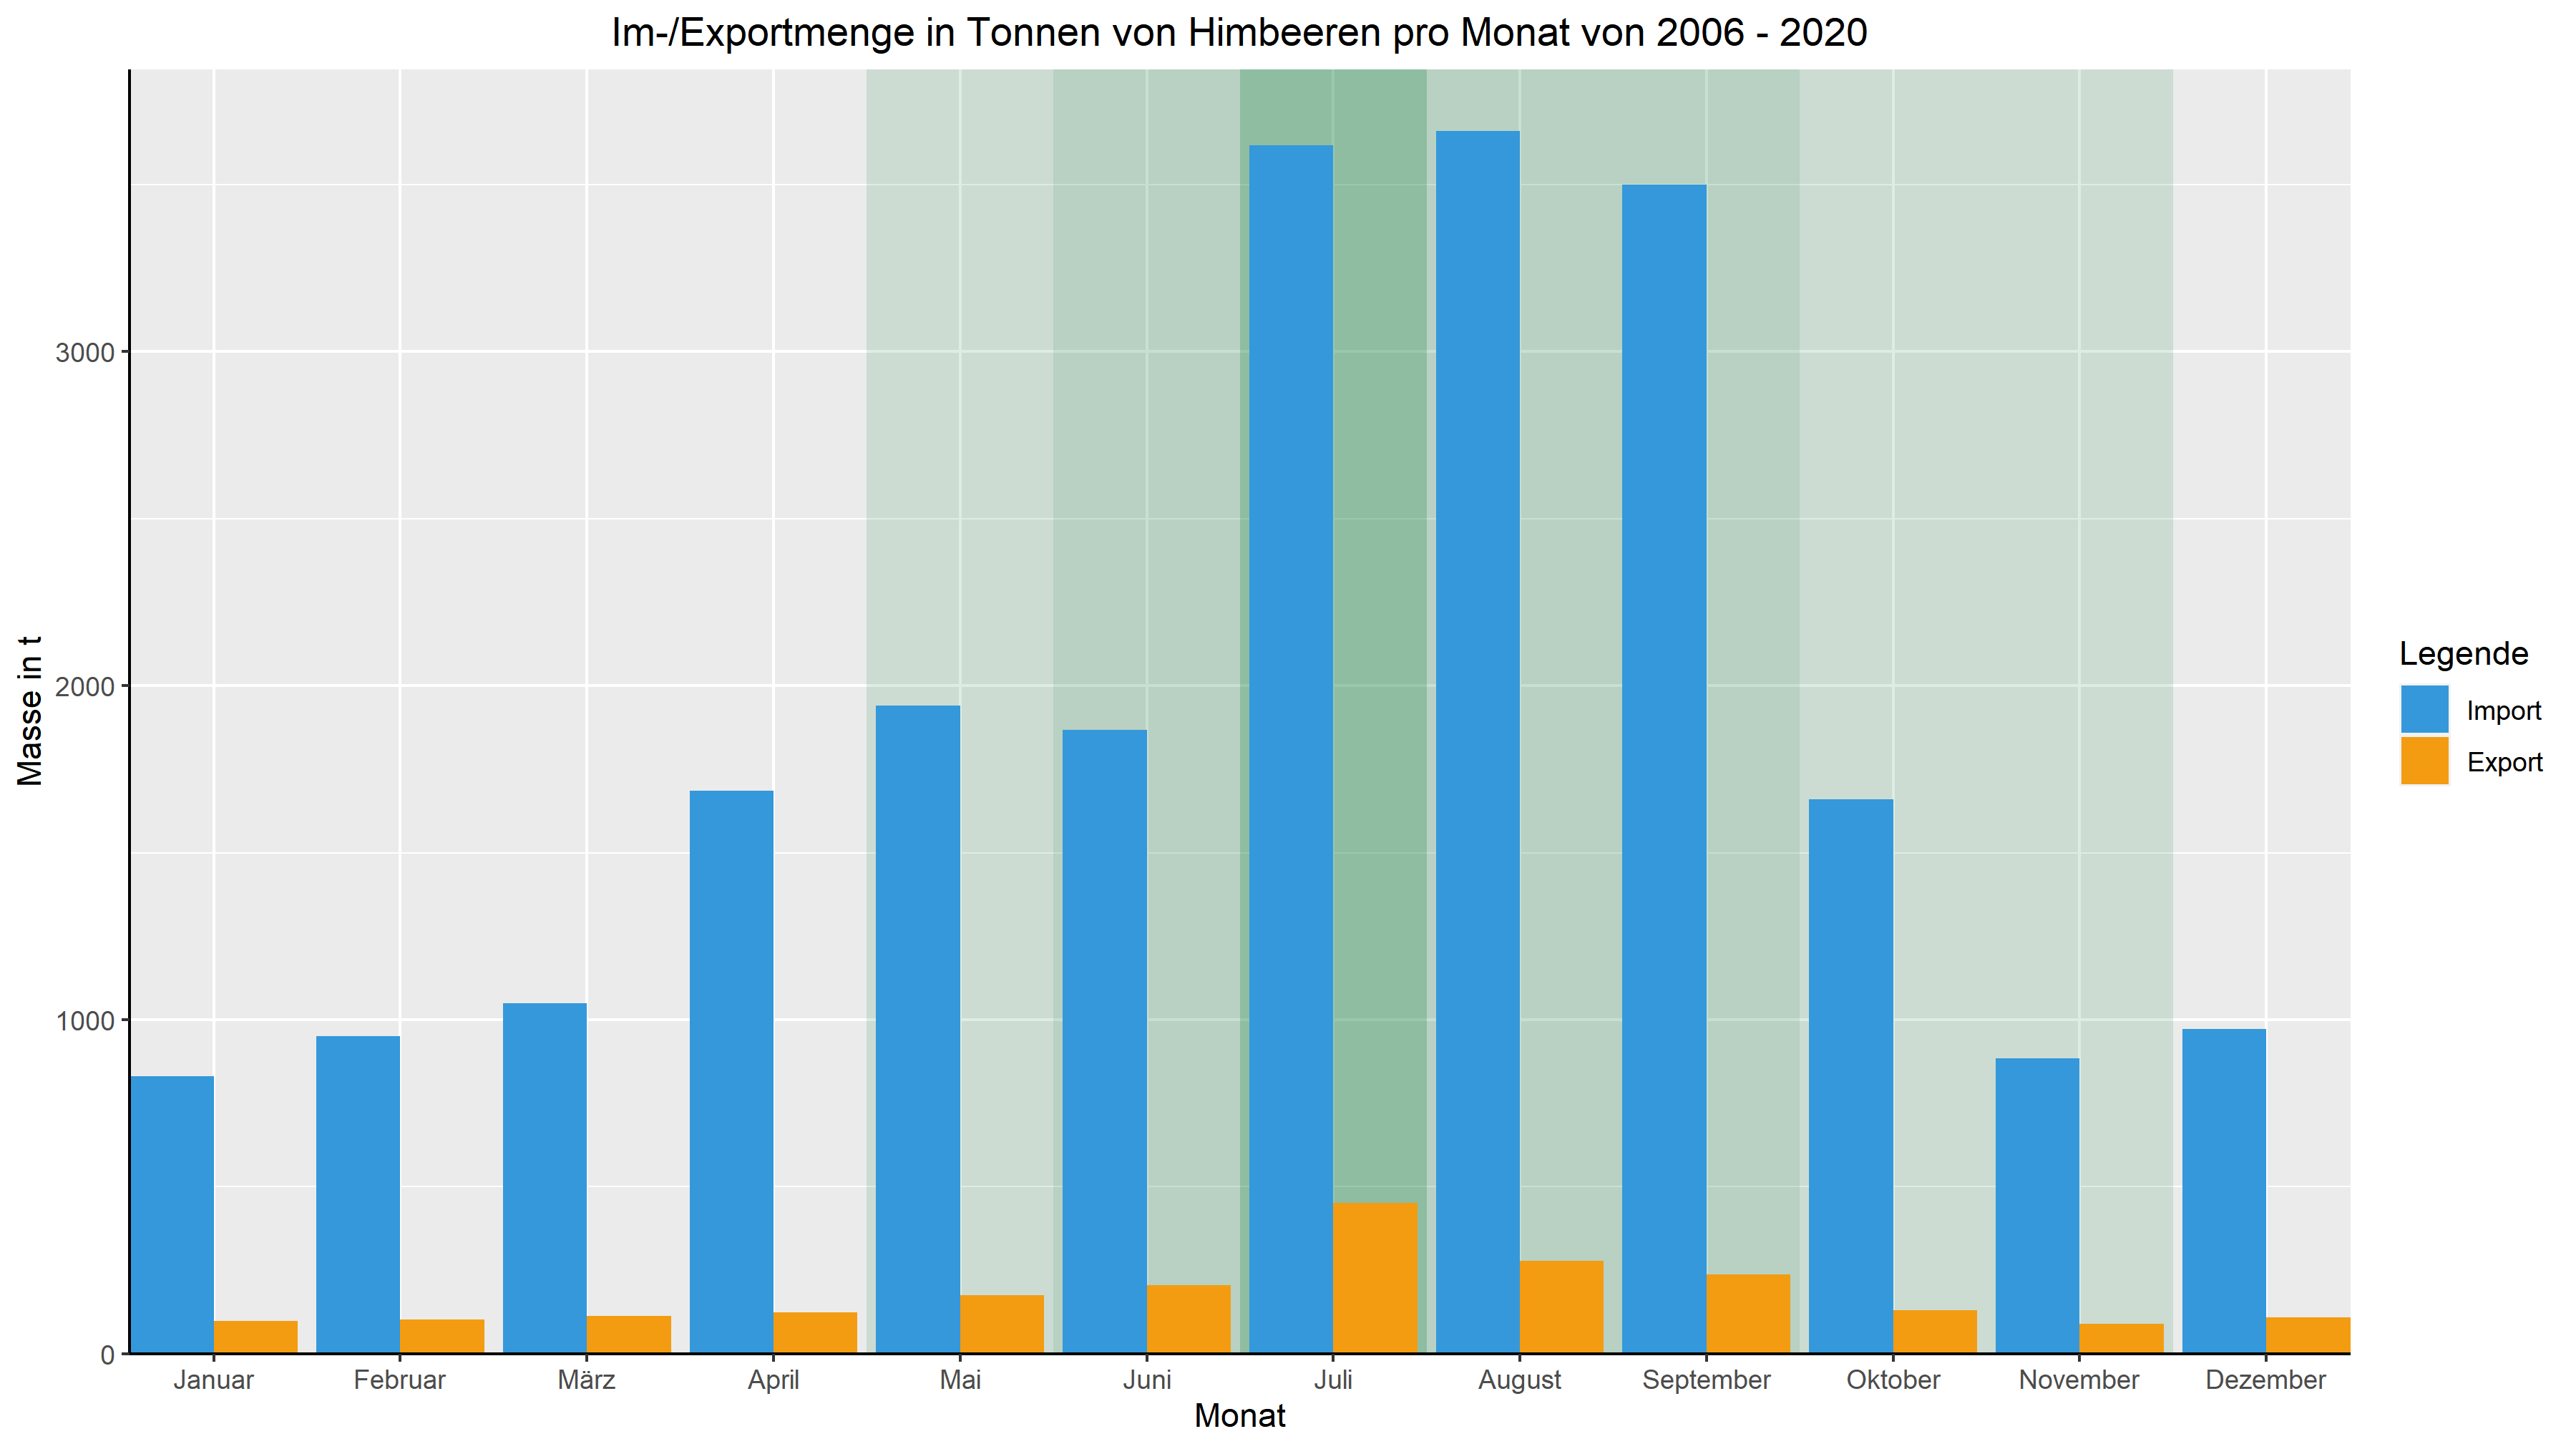 Im-/Exportmenge in Tonnen von Himbeeren pro Monat von 2006 - 2020
Masse in t
3000
2000
1000
0
Januar Februar März April Mai Juni Juli August September Oktober November Dezember
Monat
Legende
Import
Export